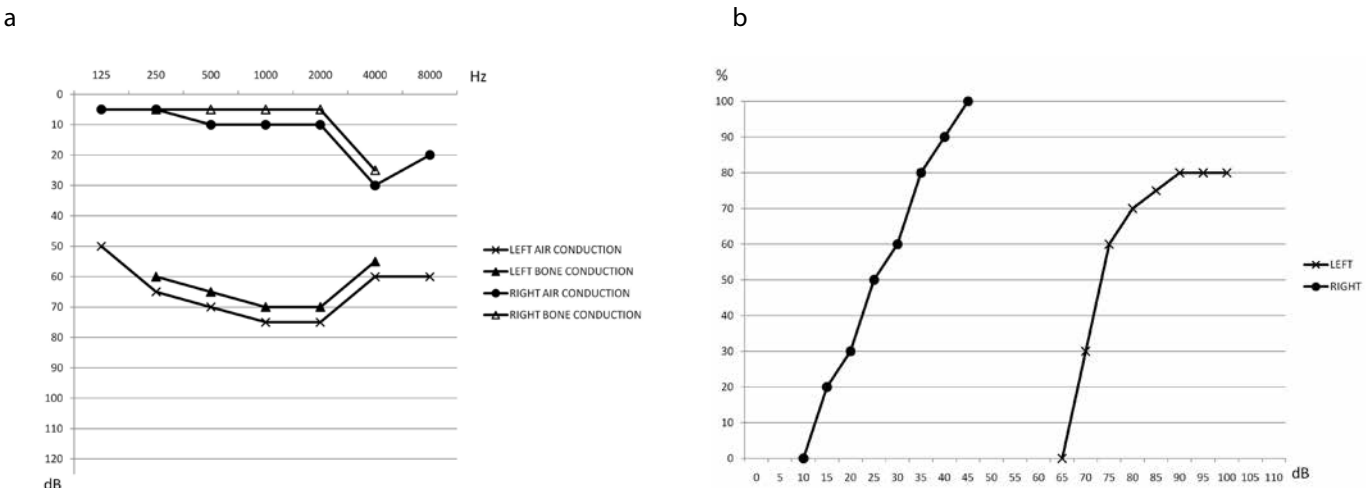 a
125 250 500 1000 2000 4000 8000 Hz
0
10
20
30
40
50
60
70
80
90
100
110
120
dB
LEFT AIR CONDUCTION
LEFT BONE CONDUCTION
RIGHT AIR CONDUCTION
RIGHT BONE CONDUCTION
b
%
100
90
80
70
60
50
40
30
20
10
0
0 5 10 15 20 25 30 35 40 45 50 55 60 65 70 75 80 85 90 95 100 105 110 dB
LEFT
RIGHT